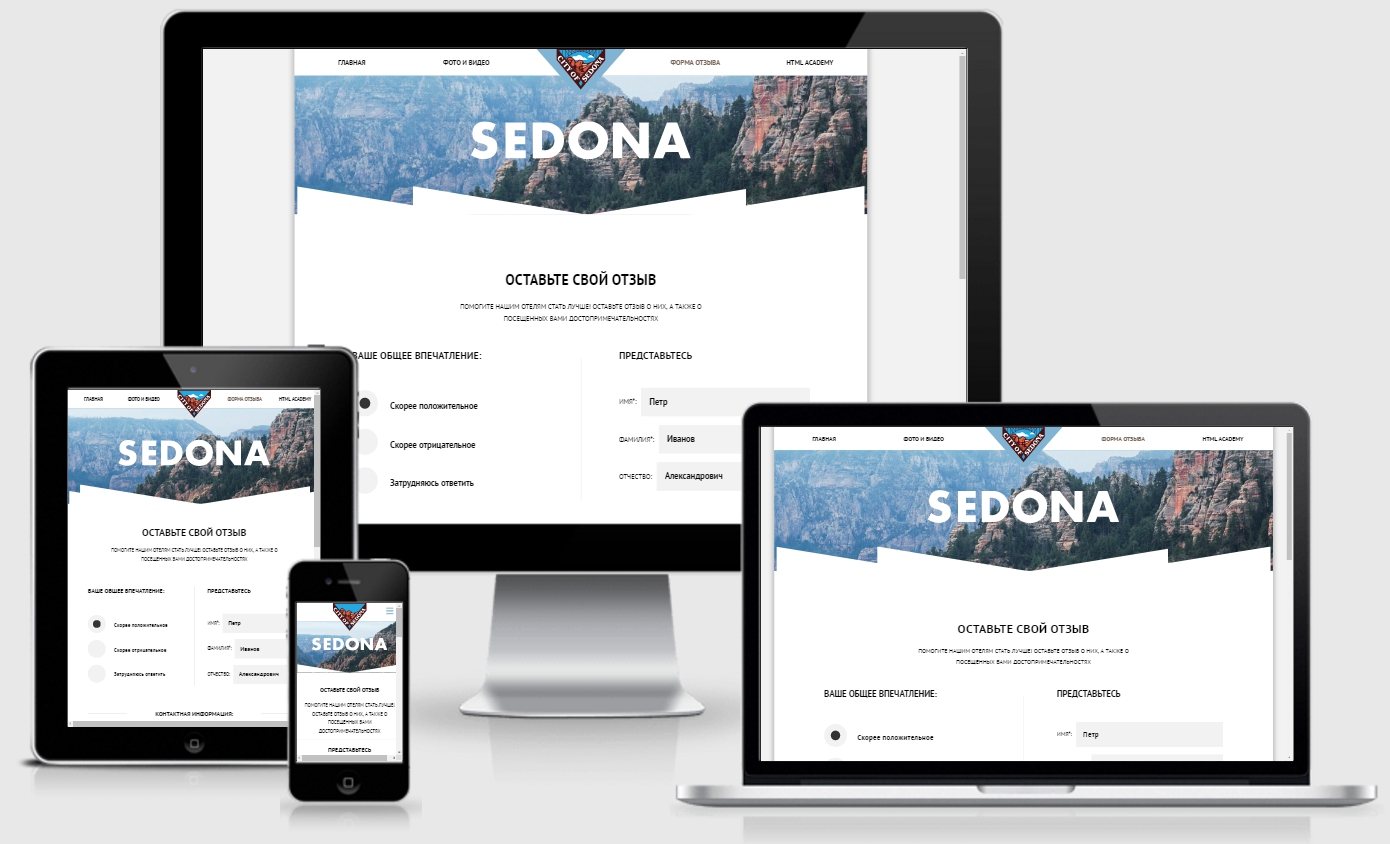 ГЛАВНАЯ
ФОТО И ВИДЕО
CITY OF SEDONA
ФОРМА ОТЗЫВА
HTML ACADEMY
SEDONA
ОСТАВЬТЕ СВОЙ ОТЗЫВ
ПОМОГИТЕ НАШИМ ОТЕЛЯМ СТАТЬ ЛУЧШЕ! ОСТАВЬТЕ ОТЗЫВ О НИХ, А ТАКЖЕ О
ПОСЕЩЕННЫХ ВАМИ ДОСТОПРИМЕЧАТЕЛЬНОСТЯХ
ВАШЕ ОБЩЕЕ ВПЕЧАТЛЕНИЕ:
Скорее положительное
Скорее отрицательное
Затрудняюсь ответить
ПРЕДСТАВЬТЕСЬ
ИМЯ*: Петр
ФАМИЛИЯ*: Иванов
ОТЧЕСТВО: Александрович
ГЛАВНАЯ
ФОТО И ВИДЕО
CITY OF SEDONA
ФОРМА ОТЗЫВА
HTML ACADEMY
SEDONA
ОСТАВЬТЕ СВОЙ ОТЗЫВ
ПОМОГИТЕ НАШИМ ОТЕЛЯМ СТАТЬ ЛУЧШЕ! ОСТАВЬТЕ ОТЗЫВ О НИХ, А ТАКЖЕ О
ПОСЕЩЕННЫХ ВАМИ ДОСТОПРИМЕЧАТЕЛЬНОСТЯХ
ВАШЕ ОБЩЕЕ ВПЕЧАТЛЕНИЕ:
Скорее положительное
Скорее отрицательное
Затрудняюсь ответить
ПРЕДСТАВЬТЕСЬ
ИМЯ*: Петр
ФАМИЛИЯ*: Иванов
ОТЧЕСТВО: Александрович
КОНТАКТНАЯ ИНФОРМАЦИЯ:
CITY OF SEDONA
SEDONA
ОСТАВЬТЕ СВОЙ ОТЗЫВ
ПОМОГИТЕ НАШИМ ОТЕЛЯМ СТАТЬ ЛУЧШЕ!
ОСТАВЬТЕ ОТЗЫВ О НИХ, А ТАКЖЕ О
ПОСЕЩЕННЫХ ВАМИ
ДОСТОПРИМЕЧАТЕЛЬНОСТЯХ
ПРЕДСТАВЬТЕСЬ
ГЛАВНАЯ
ФОТО И ВИДЕО
CITY OF SEDONA
ФОРМА ОТЗЫВА
HTML ACADEMY
SEDONA
ОСТАВЬТЕ СВОЙ ОТЗЫВ
ПОМОГИТЕ НАШИМ ОТЕЛЯМ СТАТЬ ЛУЧШЕ! ОСТАВЬТЕ ОТЗЫВ О НИХ, А ТАКЖЕ О
ПОСЕЩЕННЫХ ВАМИ ДОСТОПРИМЕЧАТЕЛЬНОСТЯХ
ВАШЕ ОБЩЕЕ ВПЕЧАТЛЕНИЕ:
Скорее положительное
ПРЕДСТАВЬТЕСЬ
ИМЯ*: Петр